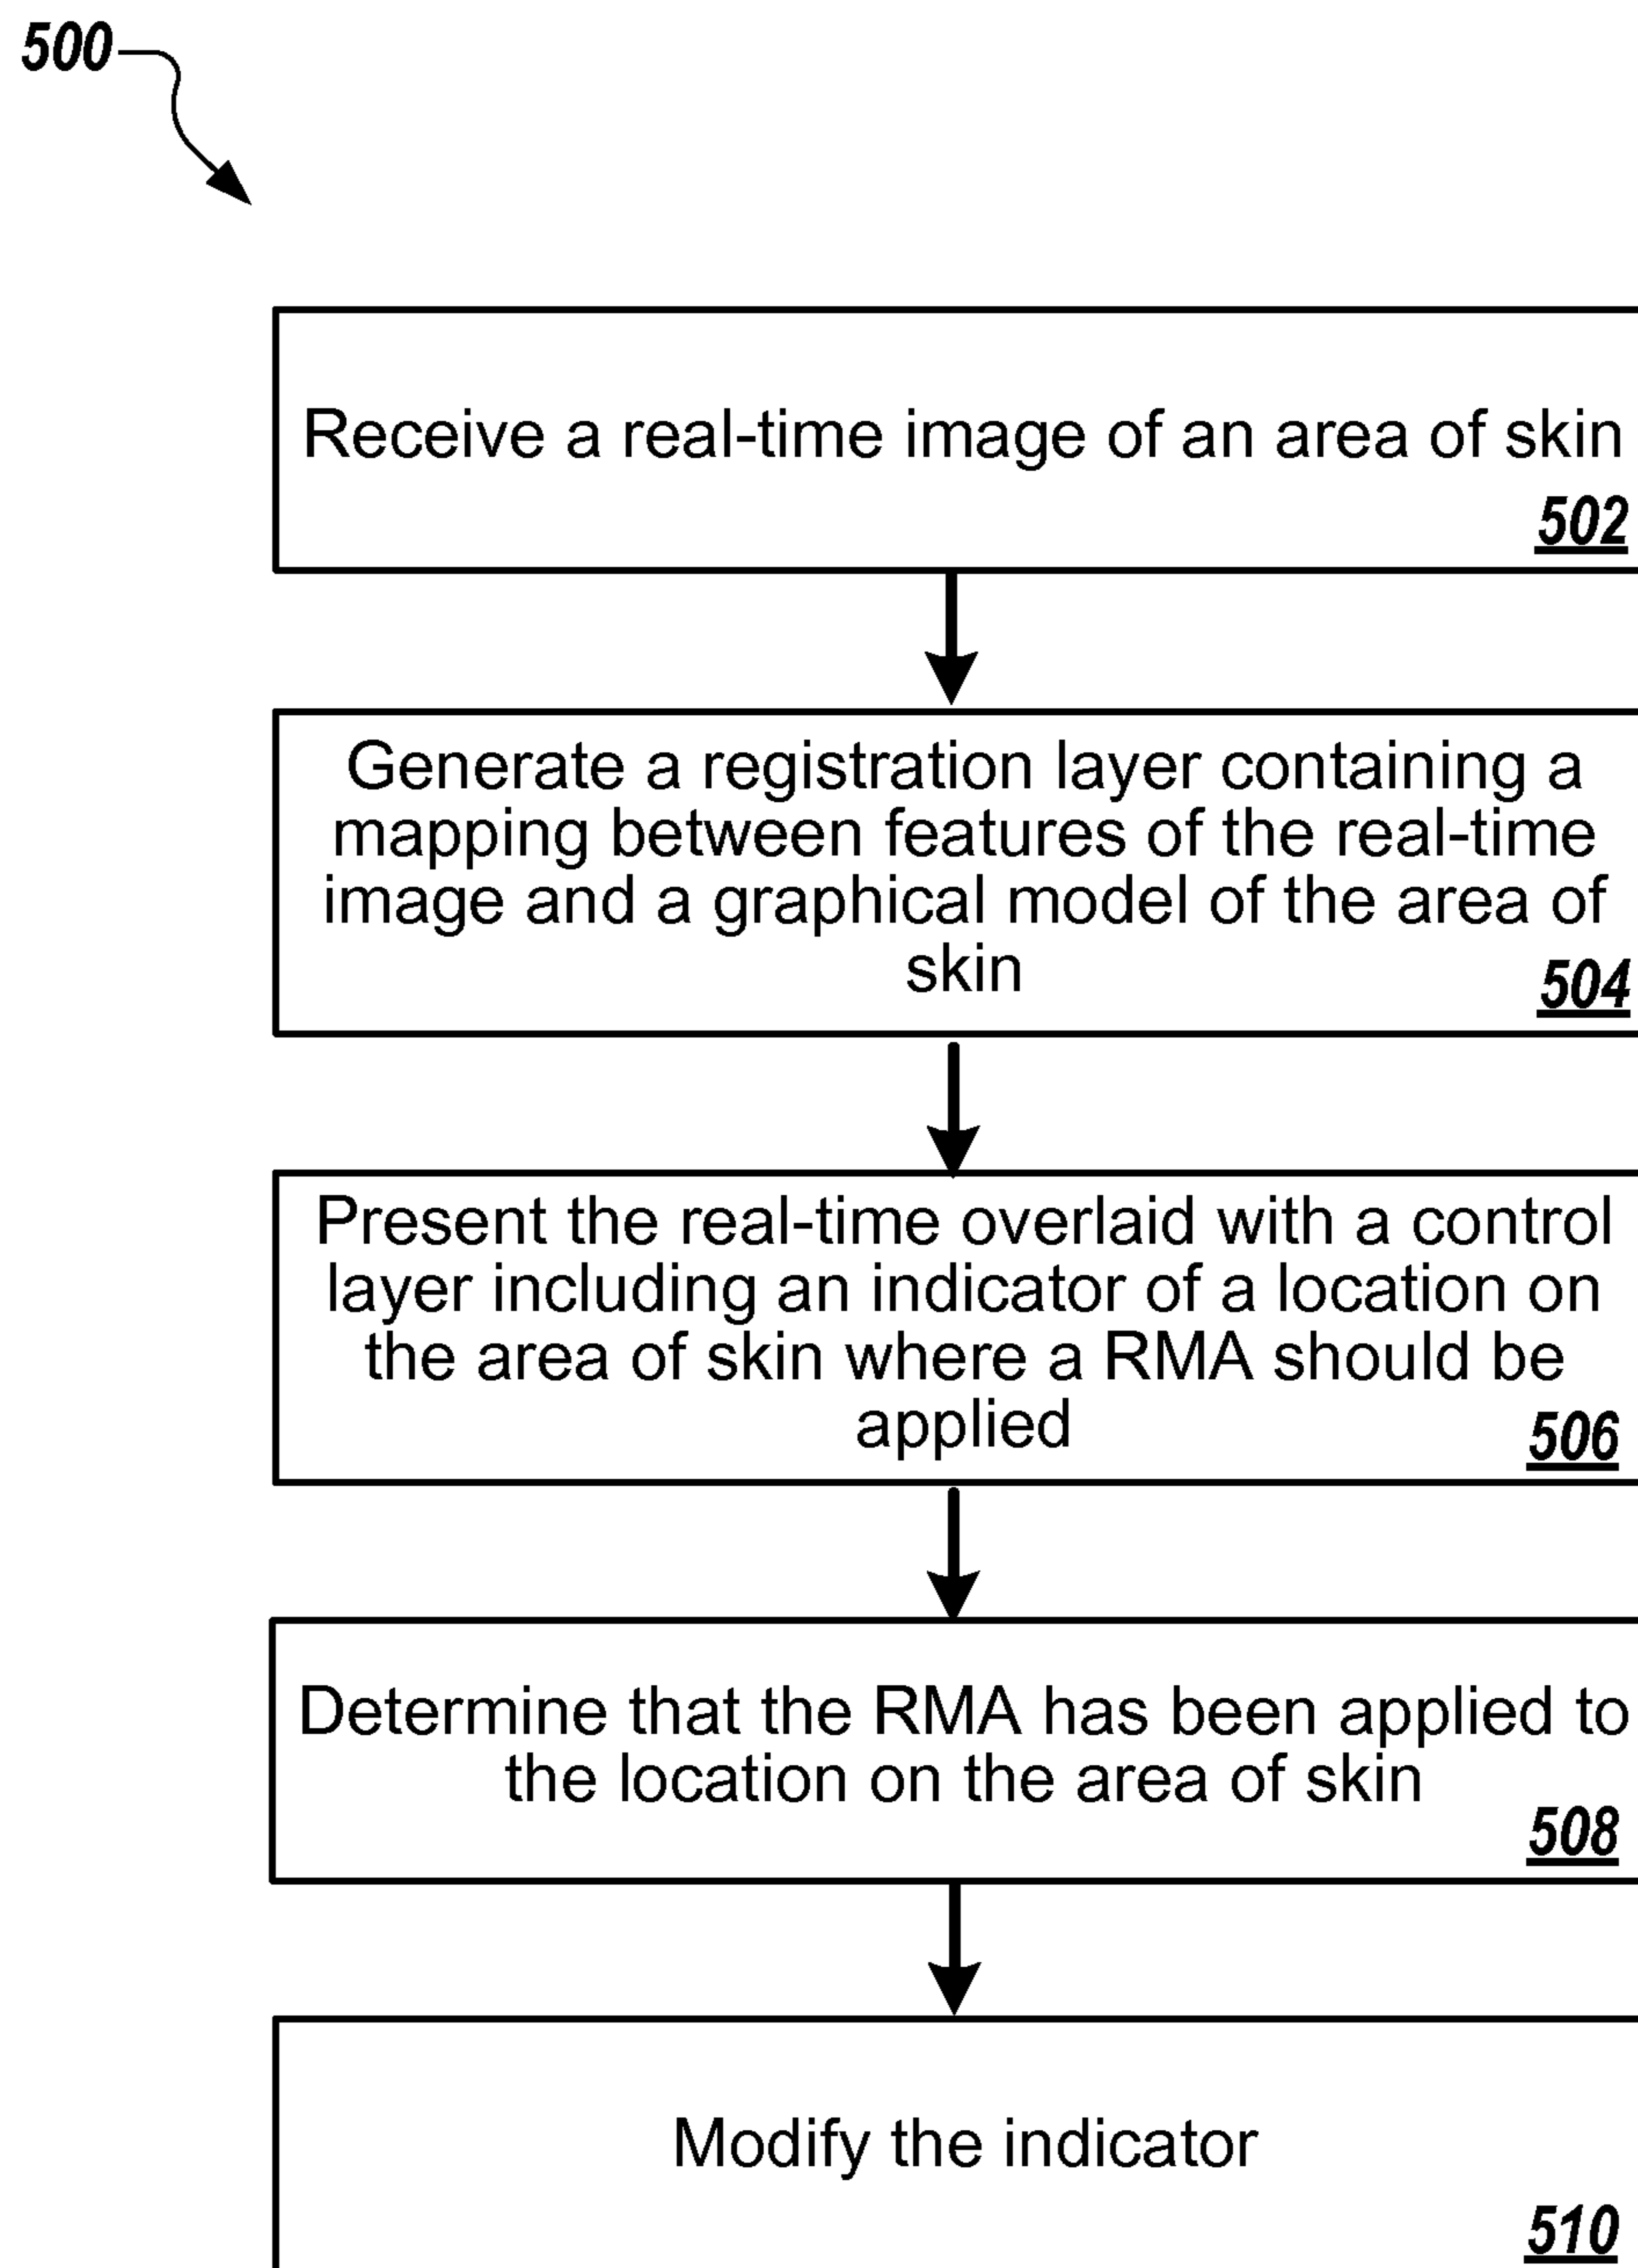 500
Receive a real-time image of an area of skin
502
Generate a registration layer containing a
mapping between features of the real-time
image and a graphical model of the area of
skin
504
Present the real-time overlaid with a control
layer including an indicator of a location on
the area of skin where a RMA should be
applied
506
Determine that the RMA has been applied to
the location on the area of skin
508
Modify the indicator
510